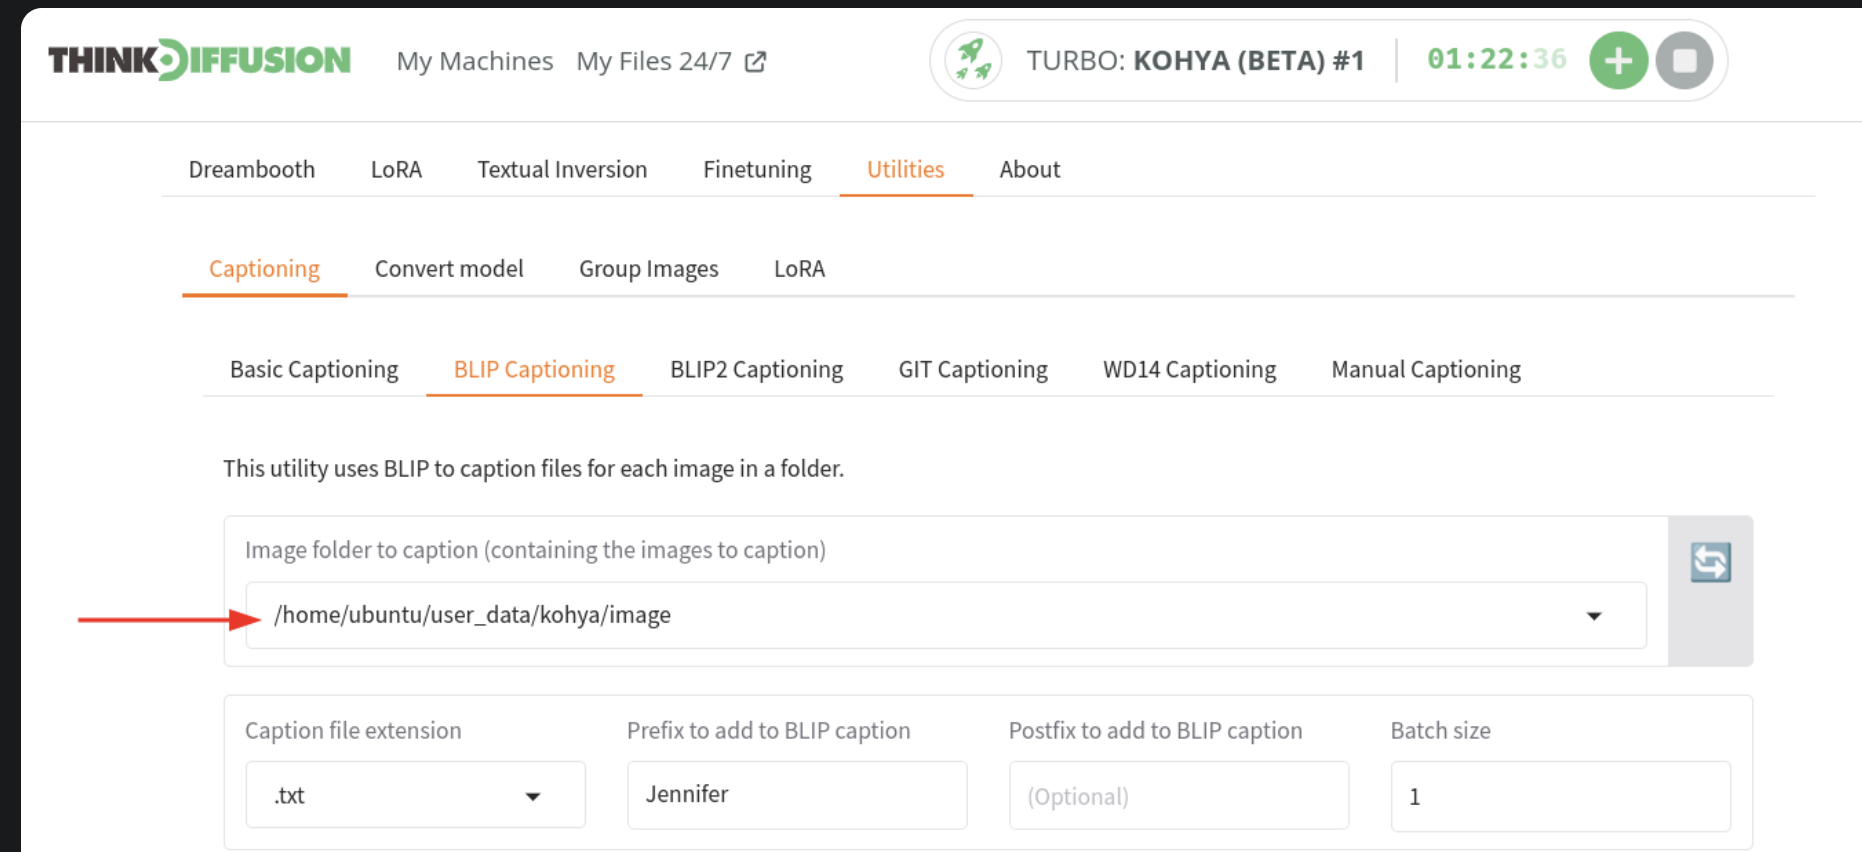 THINKDIFFUSION My Machines My Files 24/7 TURBO: KOHYA (BETA) #1 01:22:36
Dreambooth LoRA Textual Inversion Finetuning Utilities About
Captioning Convert model Group Images LoRA
Basic Captioning BLIP Captioning BLIP2 Captioning GIT Captioning WD14 Captioning Manual Captioning
This utility uses BLIP to caption files for each image in a folder.
Image folder to caption (containing the images to caption)
/home/ubuntu/user_data/kohya/image
Caption file extension Prefix to add to BLIP caption Postfix to add to BLIP caption Batch size
.txt Jennifer (Optional) 1